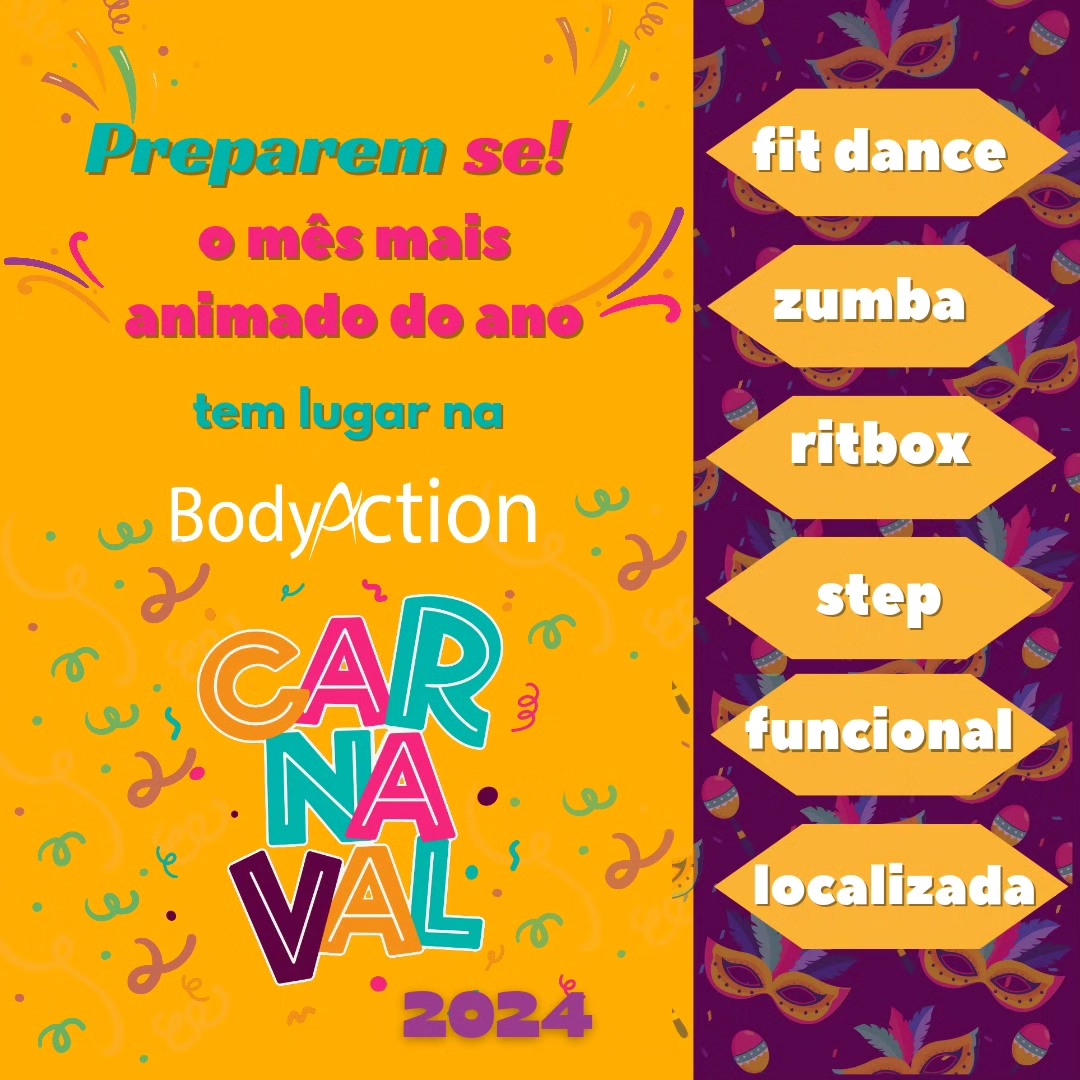 Preparem se!
o mês mais
animado do ano
tem lugar na
BodyAction
CAR
NA
VAL
2024
fit dance
zumba
ritbox
step
funcional
localizada